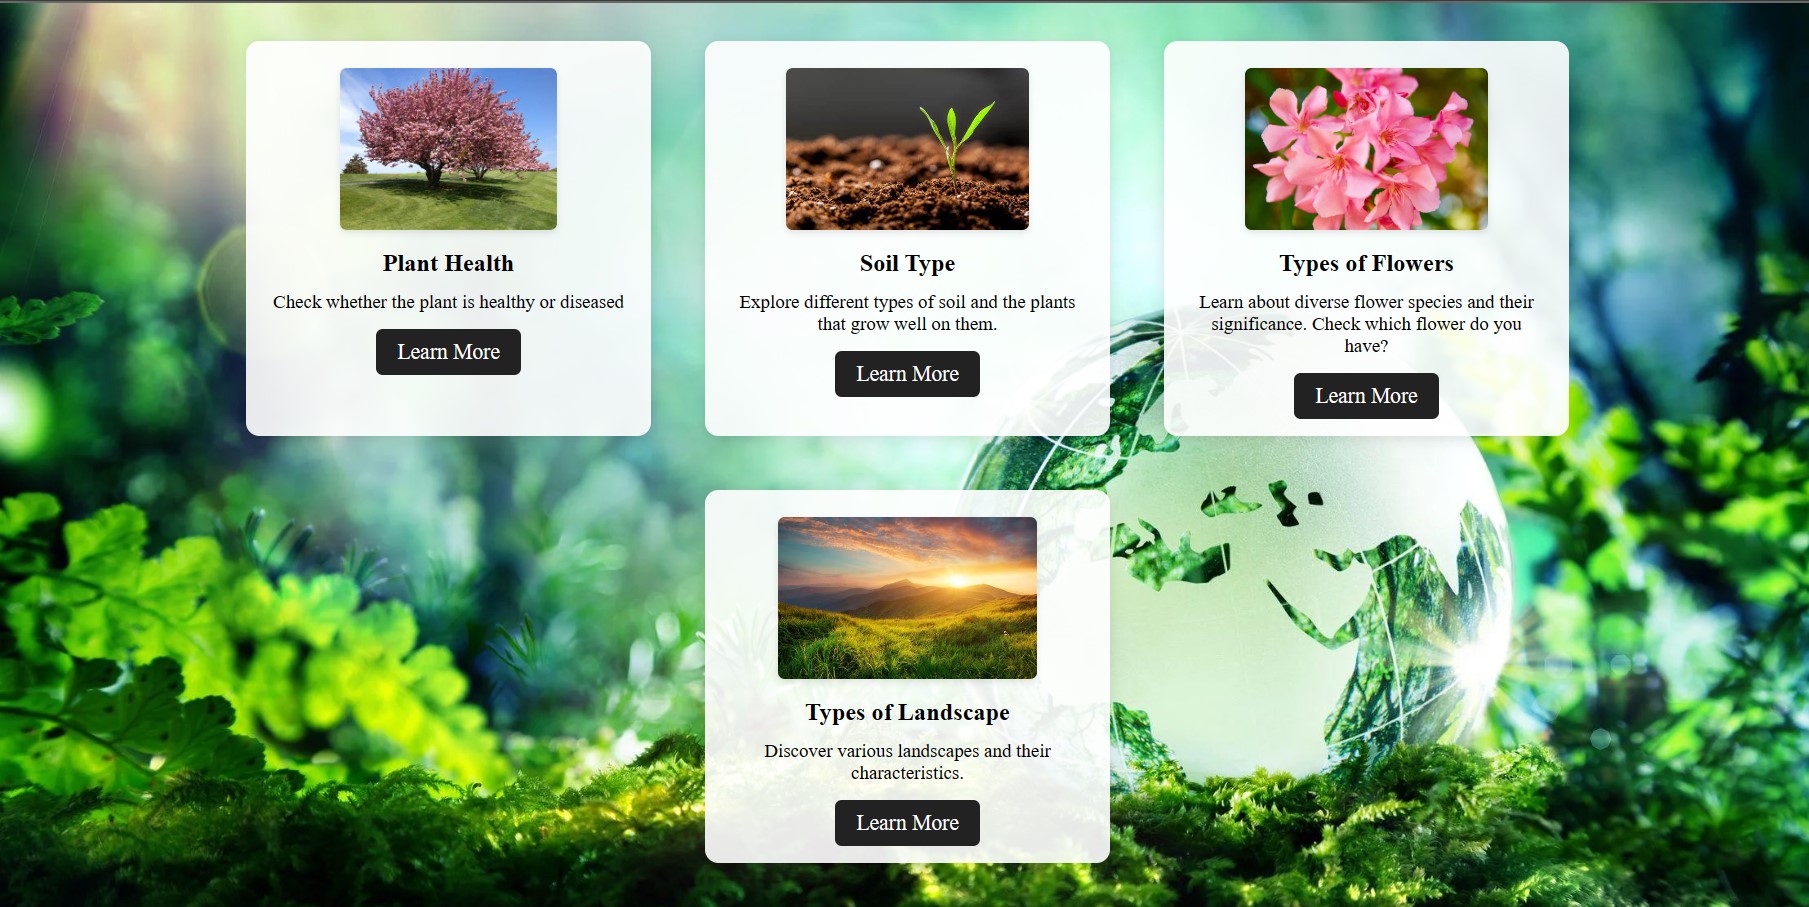 Plant Health
Check whether the plant is healthy or diseased
Learn More
Soil Type
Explore different types of soil and the plants
that grow well on them.
Learn More
Types of Flowers
Learn about diverse flower species and their
significance. Check which flower do you
have?
Learn More
Types of Landscape
Discover various landscapes and their
characteristics.
Learn More